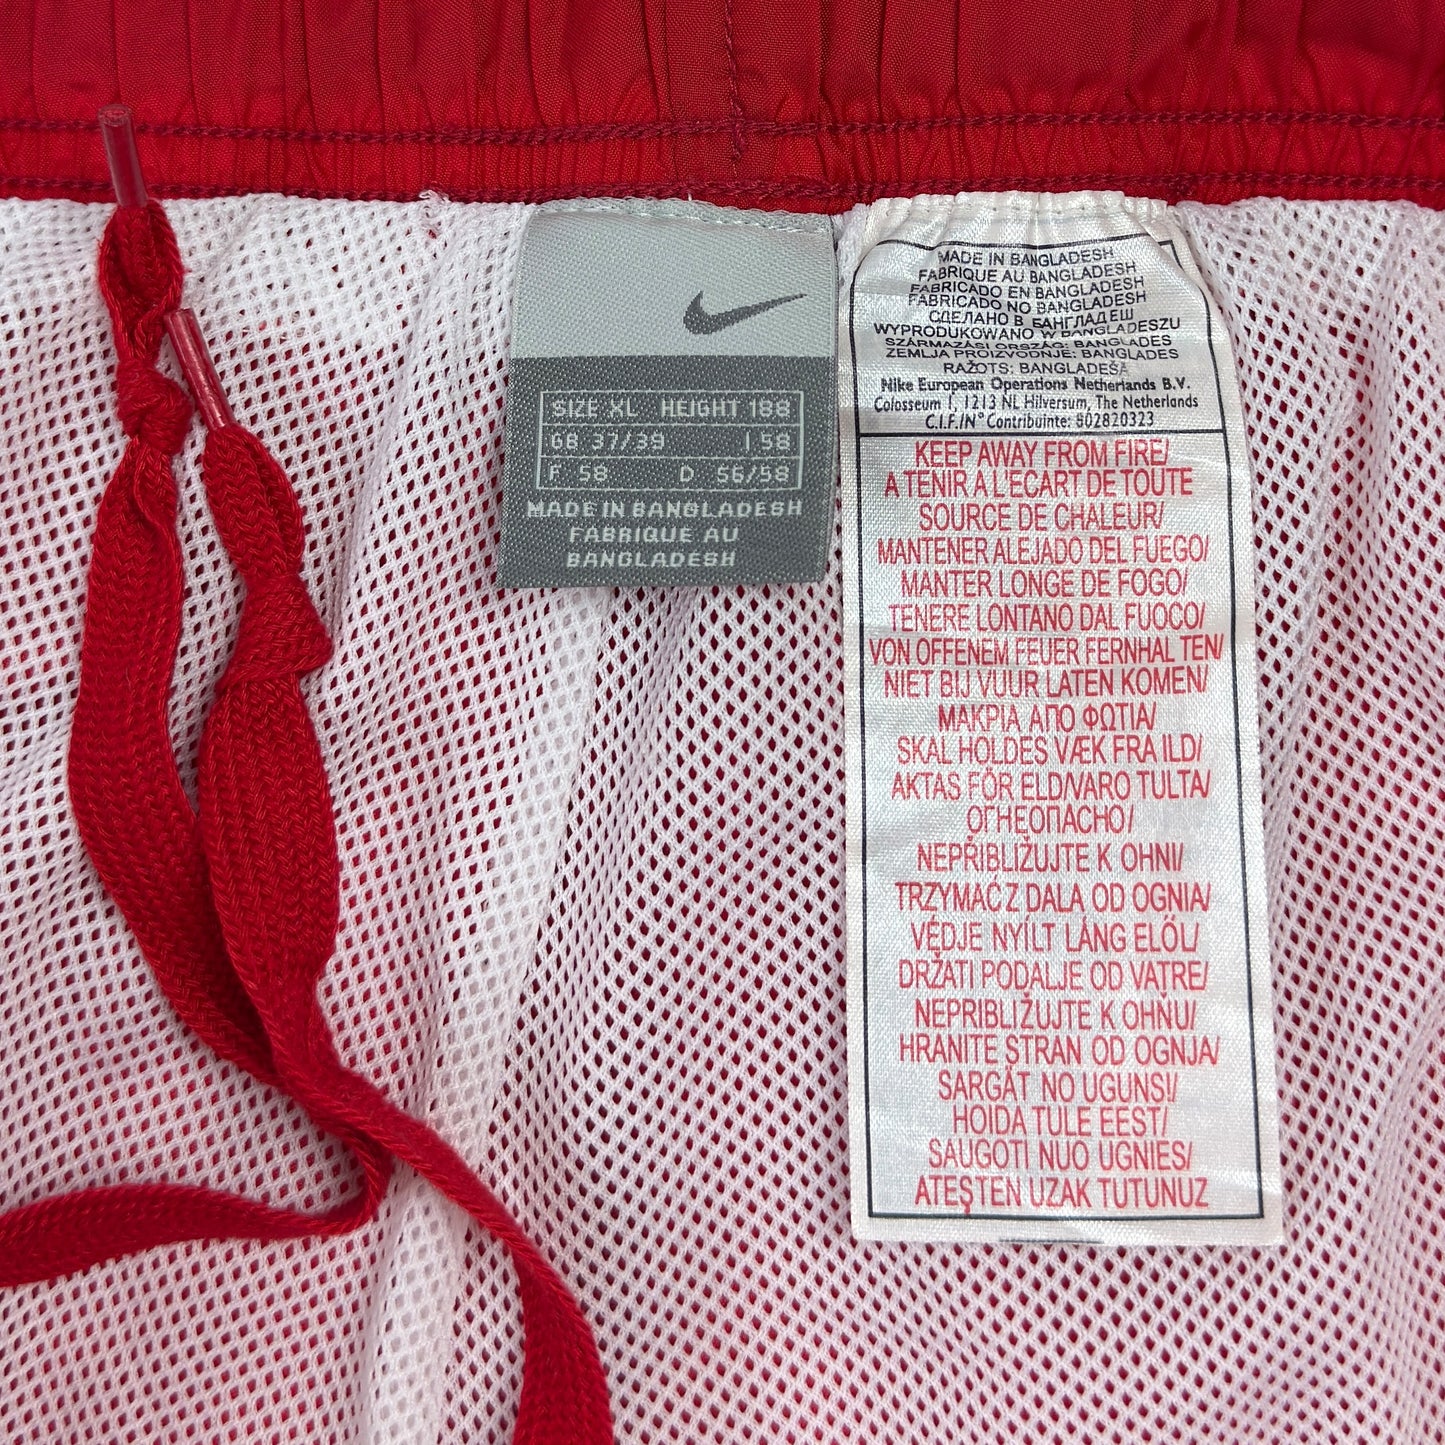 SIZE XL HEIGHT 188
GB 37/39 I 58
F 58 D 56/58
MADE IN BANGLADESH
FABRIQUE AU
BANGLADESH
MADE IN BANGLADESH
FABRIQUE AU BANGLADESH
FABRICADO EN BANGLADESH
FABRICADO NO BANGLADESH
СДЕЛАНО В БАНГЛАДЕШ
WYPRODUKOWANO W BANGLADESZU
SZÁRMAZÁSI ORSZÁG: BANGLADES
ZEMLJA PROIZVODNJE: BANGLADES
RAŽOTS: BANGLADEŠA
Nike European Operations Netherlands B.V.
Colosseum 1, 1213 NL Hilversum, The Netherlands
C.I.F./N° Contribuinte: 802820323
KEEP AWAY FROM FIRE/
A TENIR A L'ECART DE TOUTE
SOURCE DE CHALEUR/
MANTENER ALEJADO DEL FUEGO/
MANTER LONGE DE FOGO/
TENERE LONTANO DAL FUOCO/
VON OFFENEM FEUER FERNHAL TEN/
NIET BIJ VUUR LATEN KOMEN/
ΜΑΚΡΙΑ ΑΠΟ ΦΩΤΙΑ/
SKAL HOLDES VÆK FRA ILD/
AKTAS FÖR ELD/VARO TULTA/
ОГНЕОПАСНО/
NEPŘIBLIŽUJTE K OHNI/
TRZYMAĆ Z DALA OD OGNIA/
VÉDJE NYÍLT LÁNG ELŐL/
DRŽATI PODALJE OD VATRE/
NEPRIBLIŽUJTE K OHŇU/
HRANITE STRAN OD OGNJA/
SARGĀT NO UGUNS!/
HOIDA TULE EEST/
SAUGOTI NUO UGNIES/
ATEŞTEN UZAK TUTUNUZ